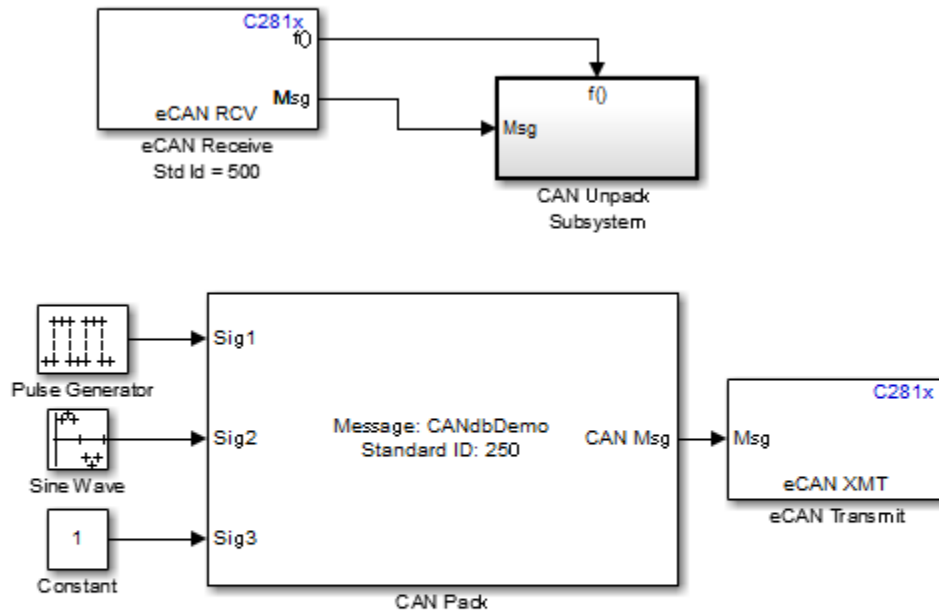 C281x
f()
Msg
eCAN RCV
eCAN Receive
Std Id = 500
f()
Msg
CAN Unpack
Subsystem
Pulse Generator
Sine Wave
1
Constant
Sig1
Sig2
Sig3
Message: CANdbDemo
Standard ID: 250
CAN Msg
CAN Pack
C281x
Msg
eCAN XMT
eCAN Transmit